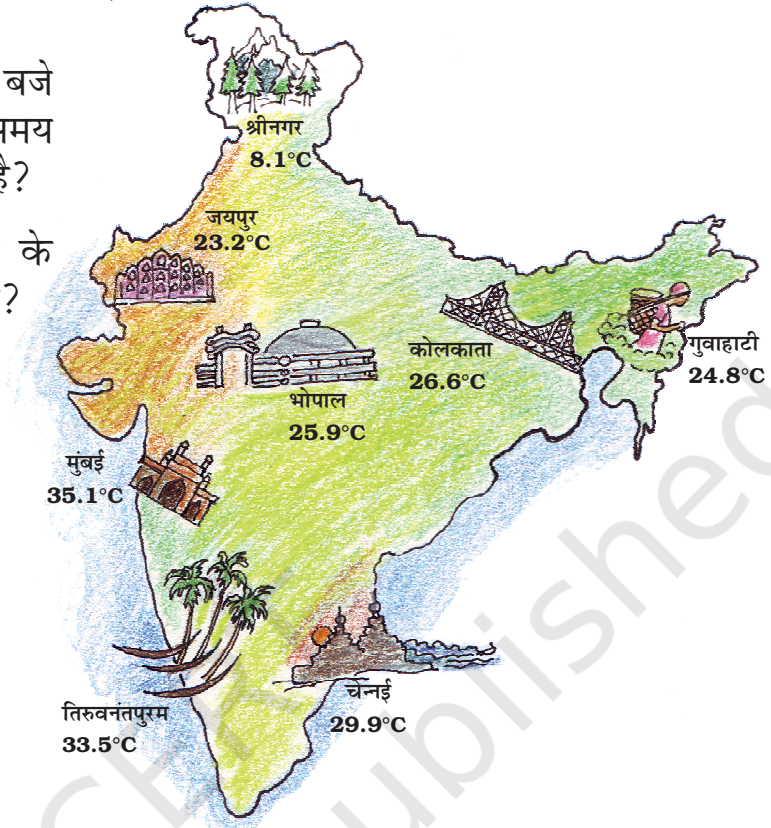 बजे
है?
के
श्रीनगर
8.1°C
जयपुर
23.2°C
कोलकाता
26.6°C
गुवाहाटी
24.8°C
भोपाल
25.9°C
मुंबई
35.1°C
तिरुवनंतपुरम
33.5°C
चेन्नई
29.9°C